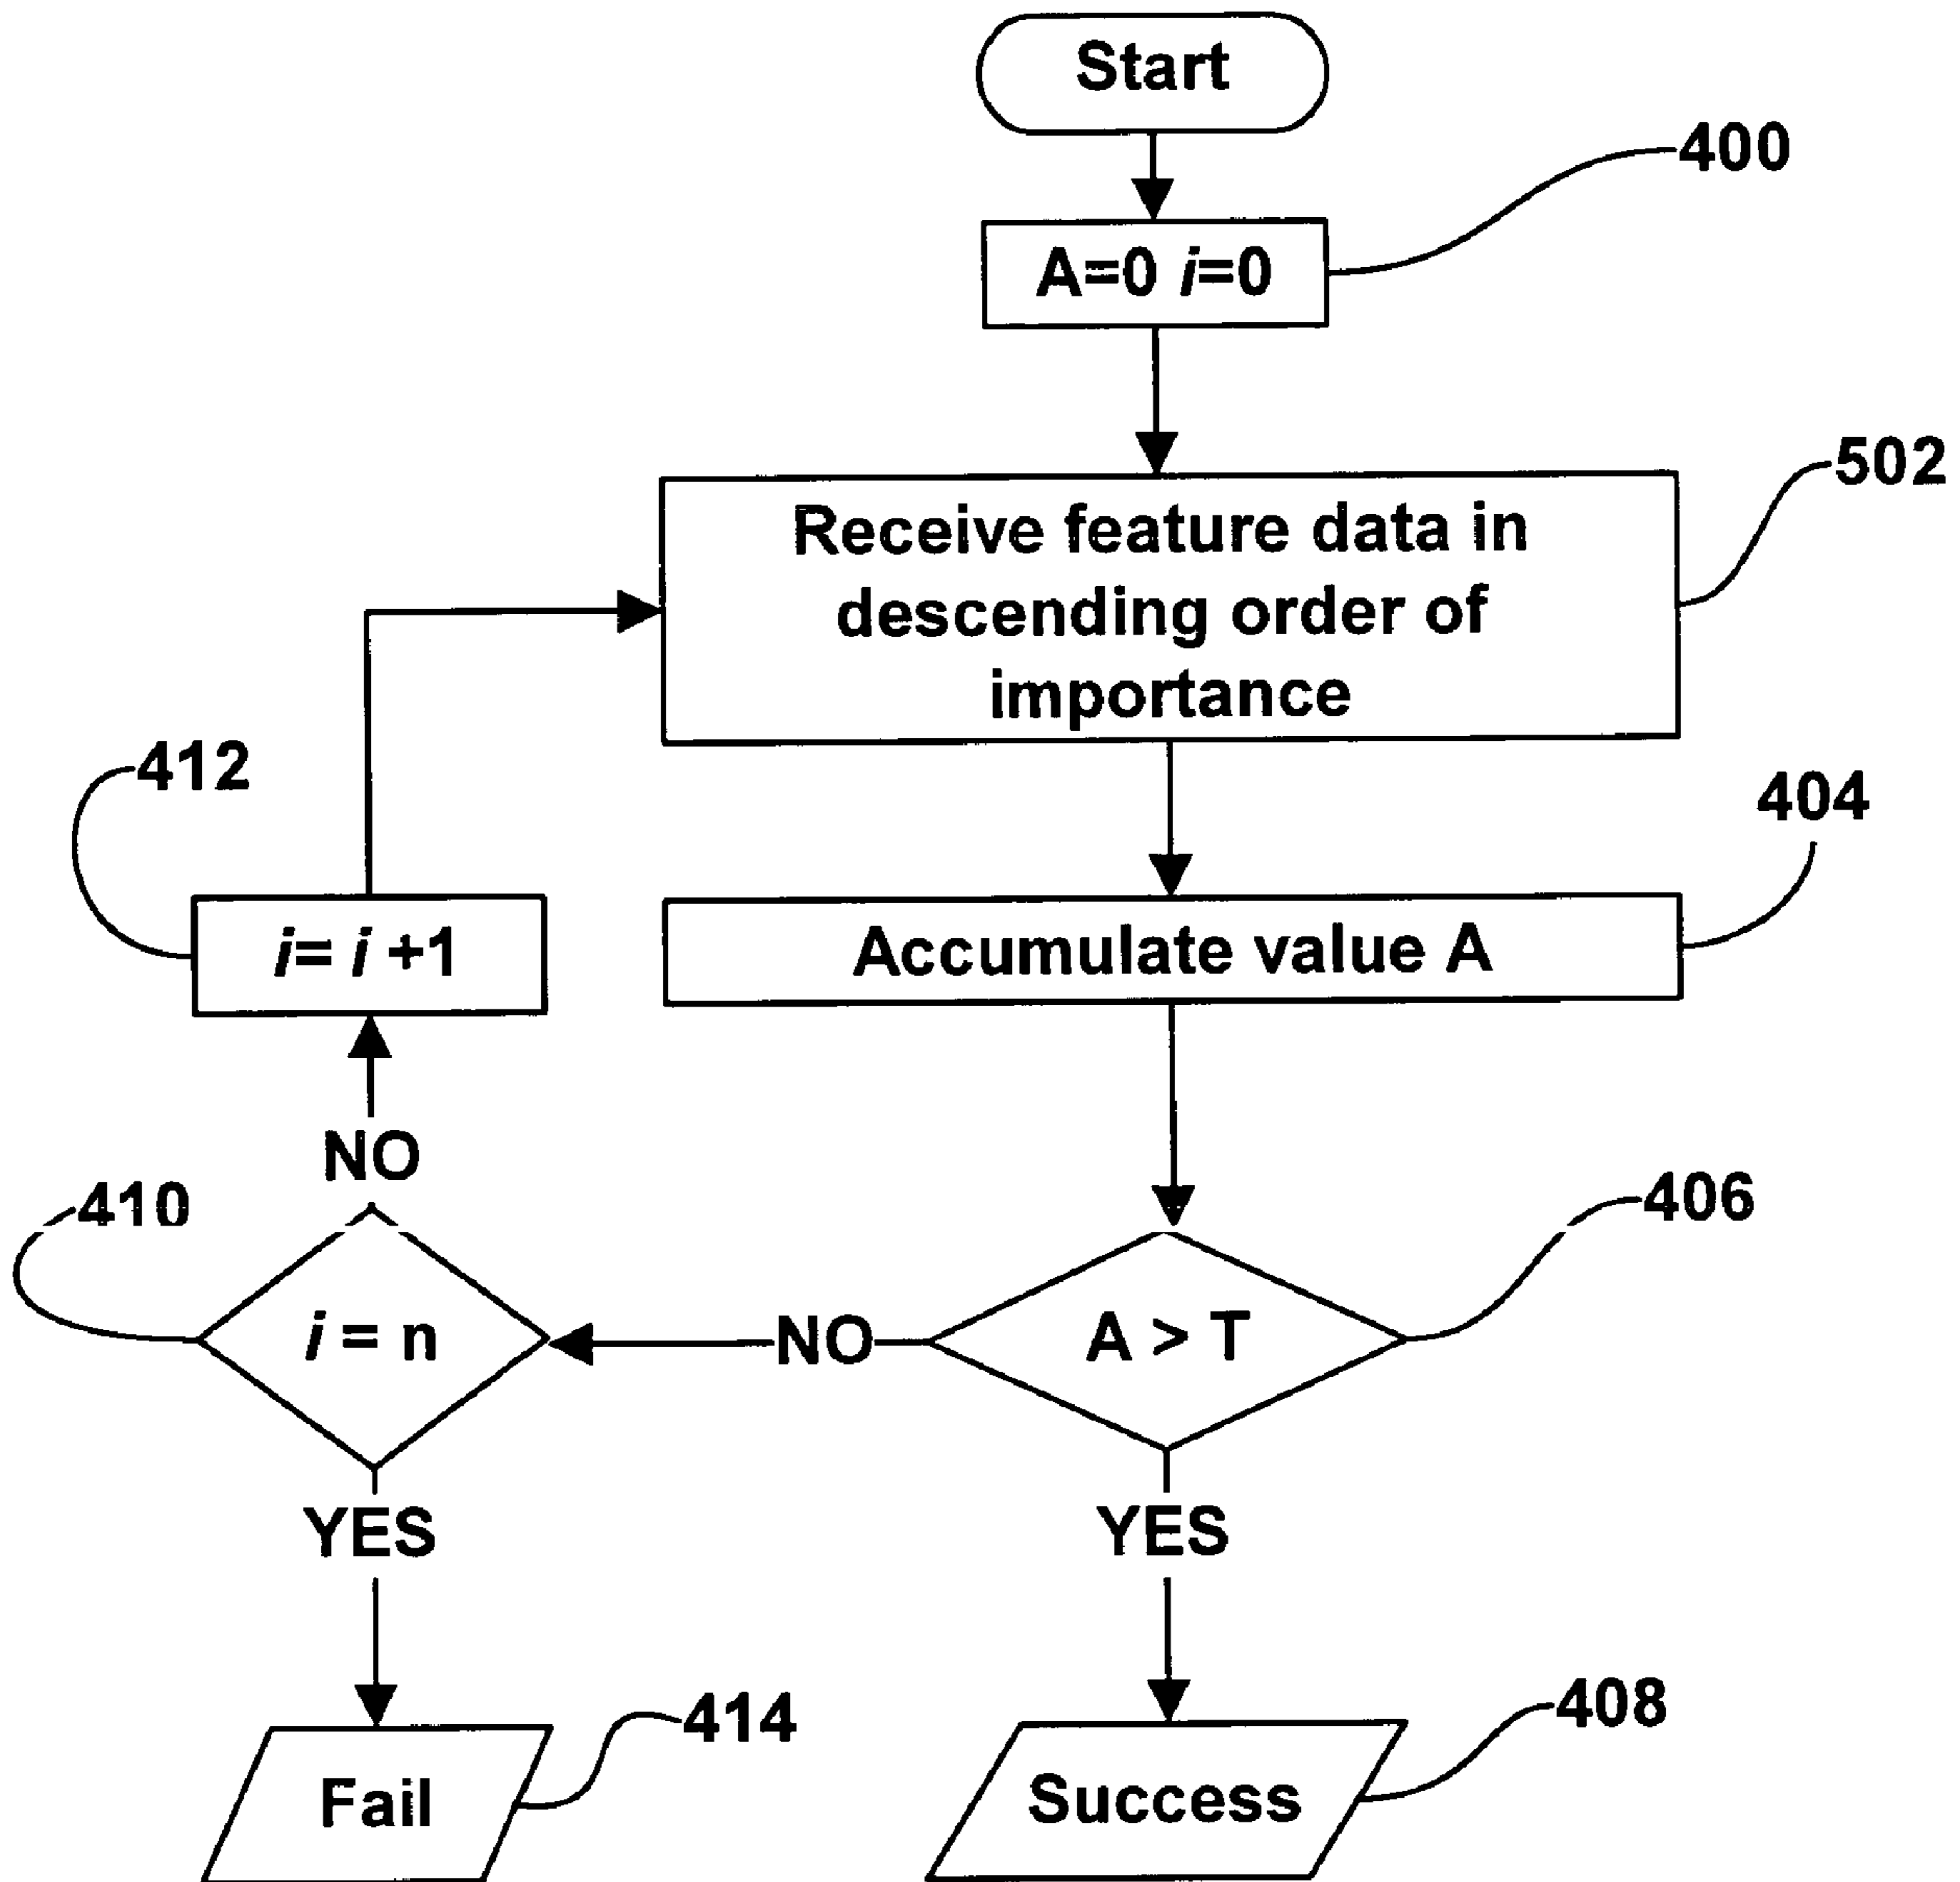 Start
400
A=0 i=0
502
Receive feature data in
descending order of
importance
412
404
i= i +1
Accumulate value A
NO
410
406
i = n
NO
A > T
YES
YES
414
408
Fail
Success